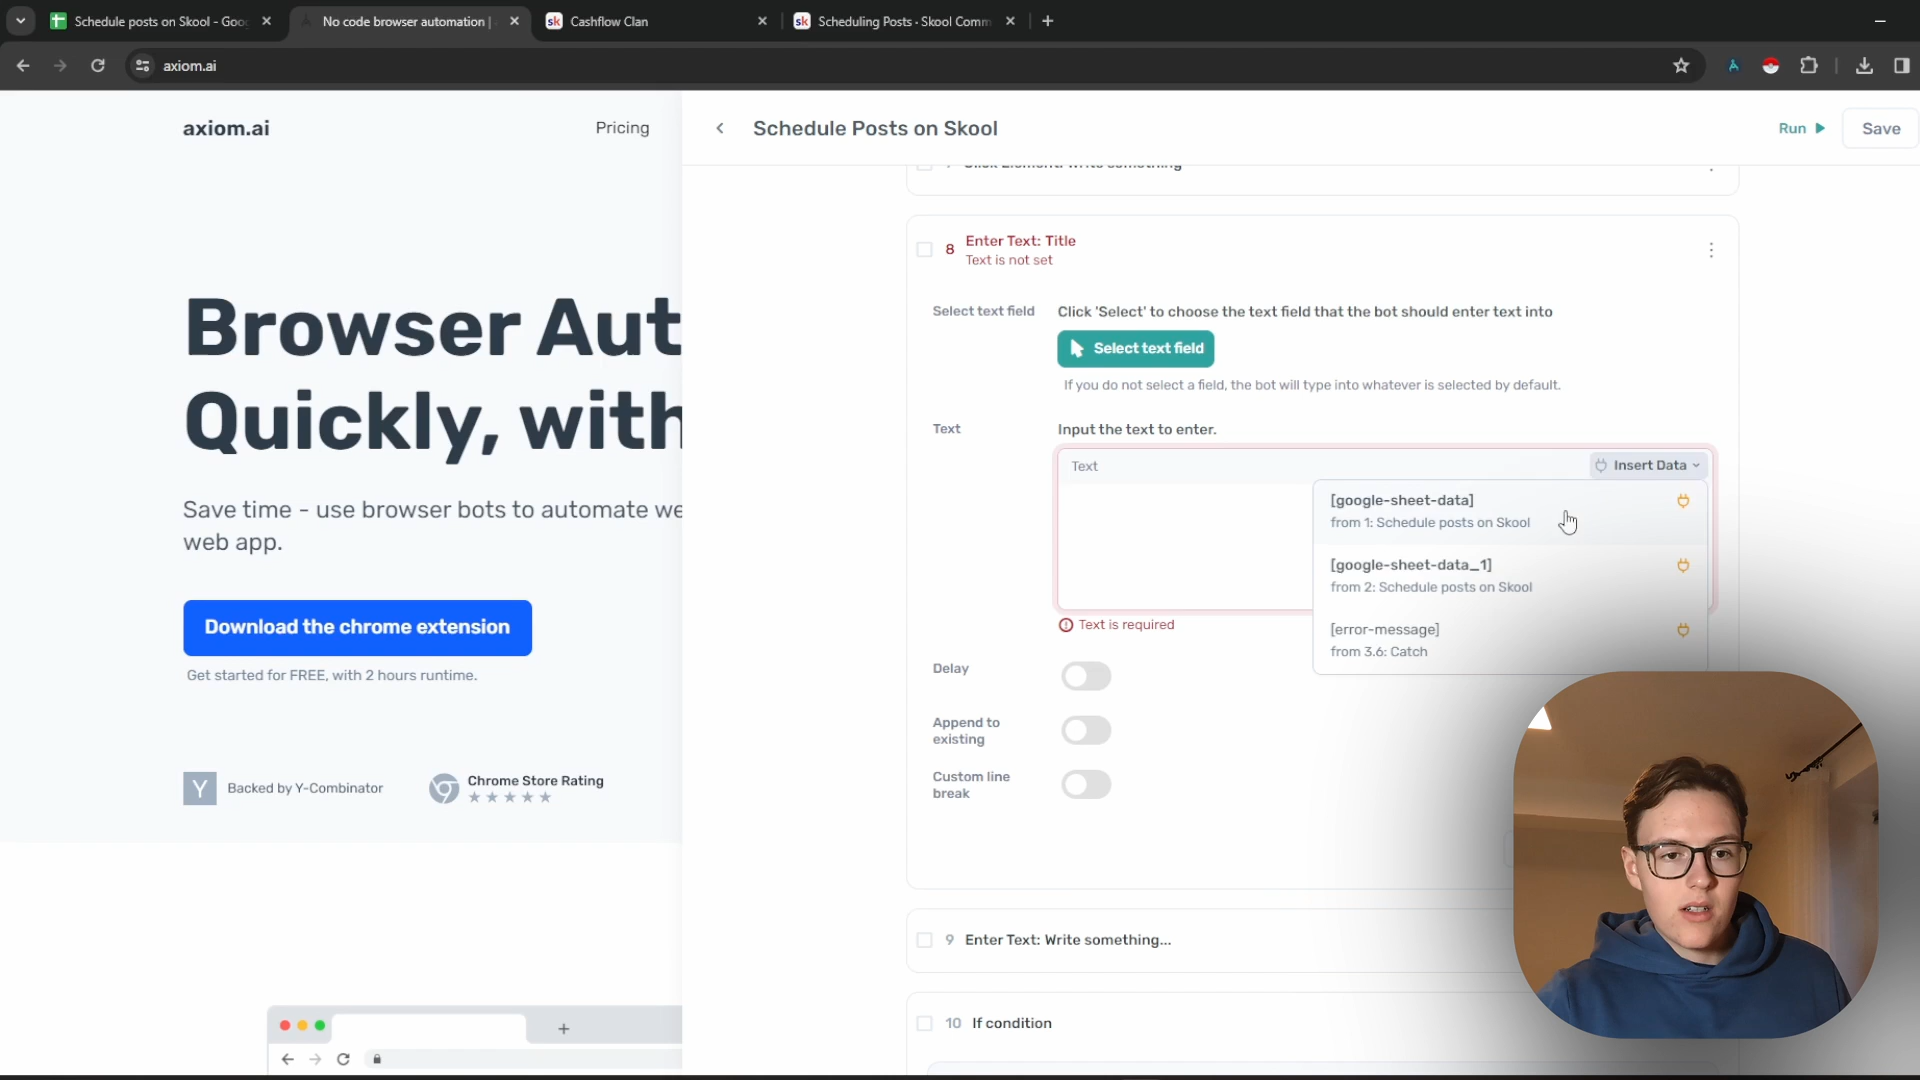 Schedule posts on Skool - Goo
No code browser automation |
sk Cashflow Clan
sk Scheduling Posts · Skool Comm
axiom.ai
axiom.ai
Pricing
Schedule Posts on Skool
Run
Save
7 Click Element: Write something
8 Enter Text: Title
Text is not set
Select text field
Click 'Select' to choose the text field that the bot should enter text into
Select text field
If you do not select a field, the bot will type into whatever is selected by default.
Text
Input the text to enter.
Text
Insert Data
[google-sheet-data]
from 1: Schedule posts on Skool
[google-sheet-data_1]
from 2: Schedule posts on Skool
[error-message]
from 3.6: Catch
Text is required
Delay
Append to
existing
Custom line
break
9 Enter Text: Write something...
10 If condition
Browser Aut
Quickly, with
Save time - use browser bots to automate we
web app.
Download the chrome extension
Get started for FREE, with 2 hours runtime.
Y Backed by Y-Combinator
Chrome Store Rating